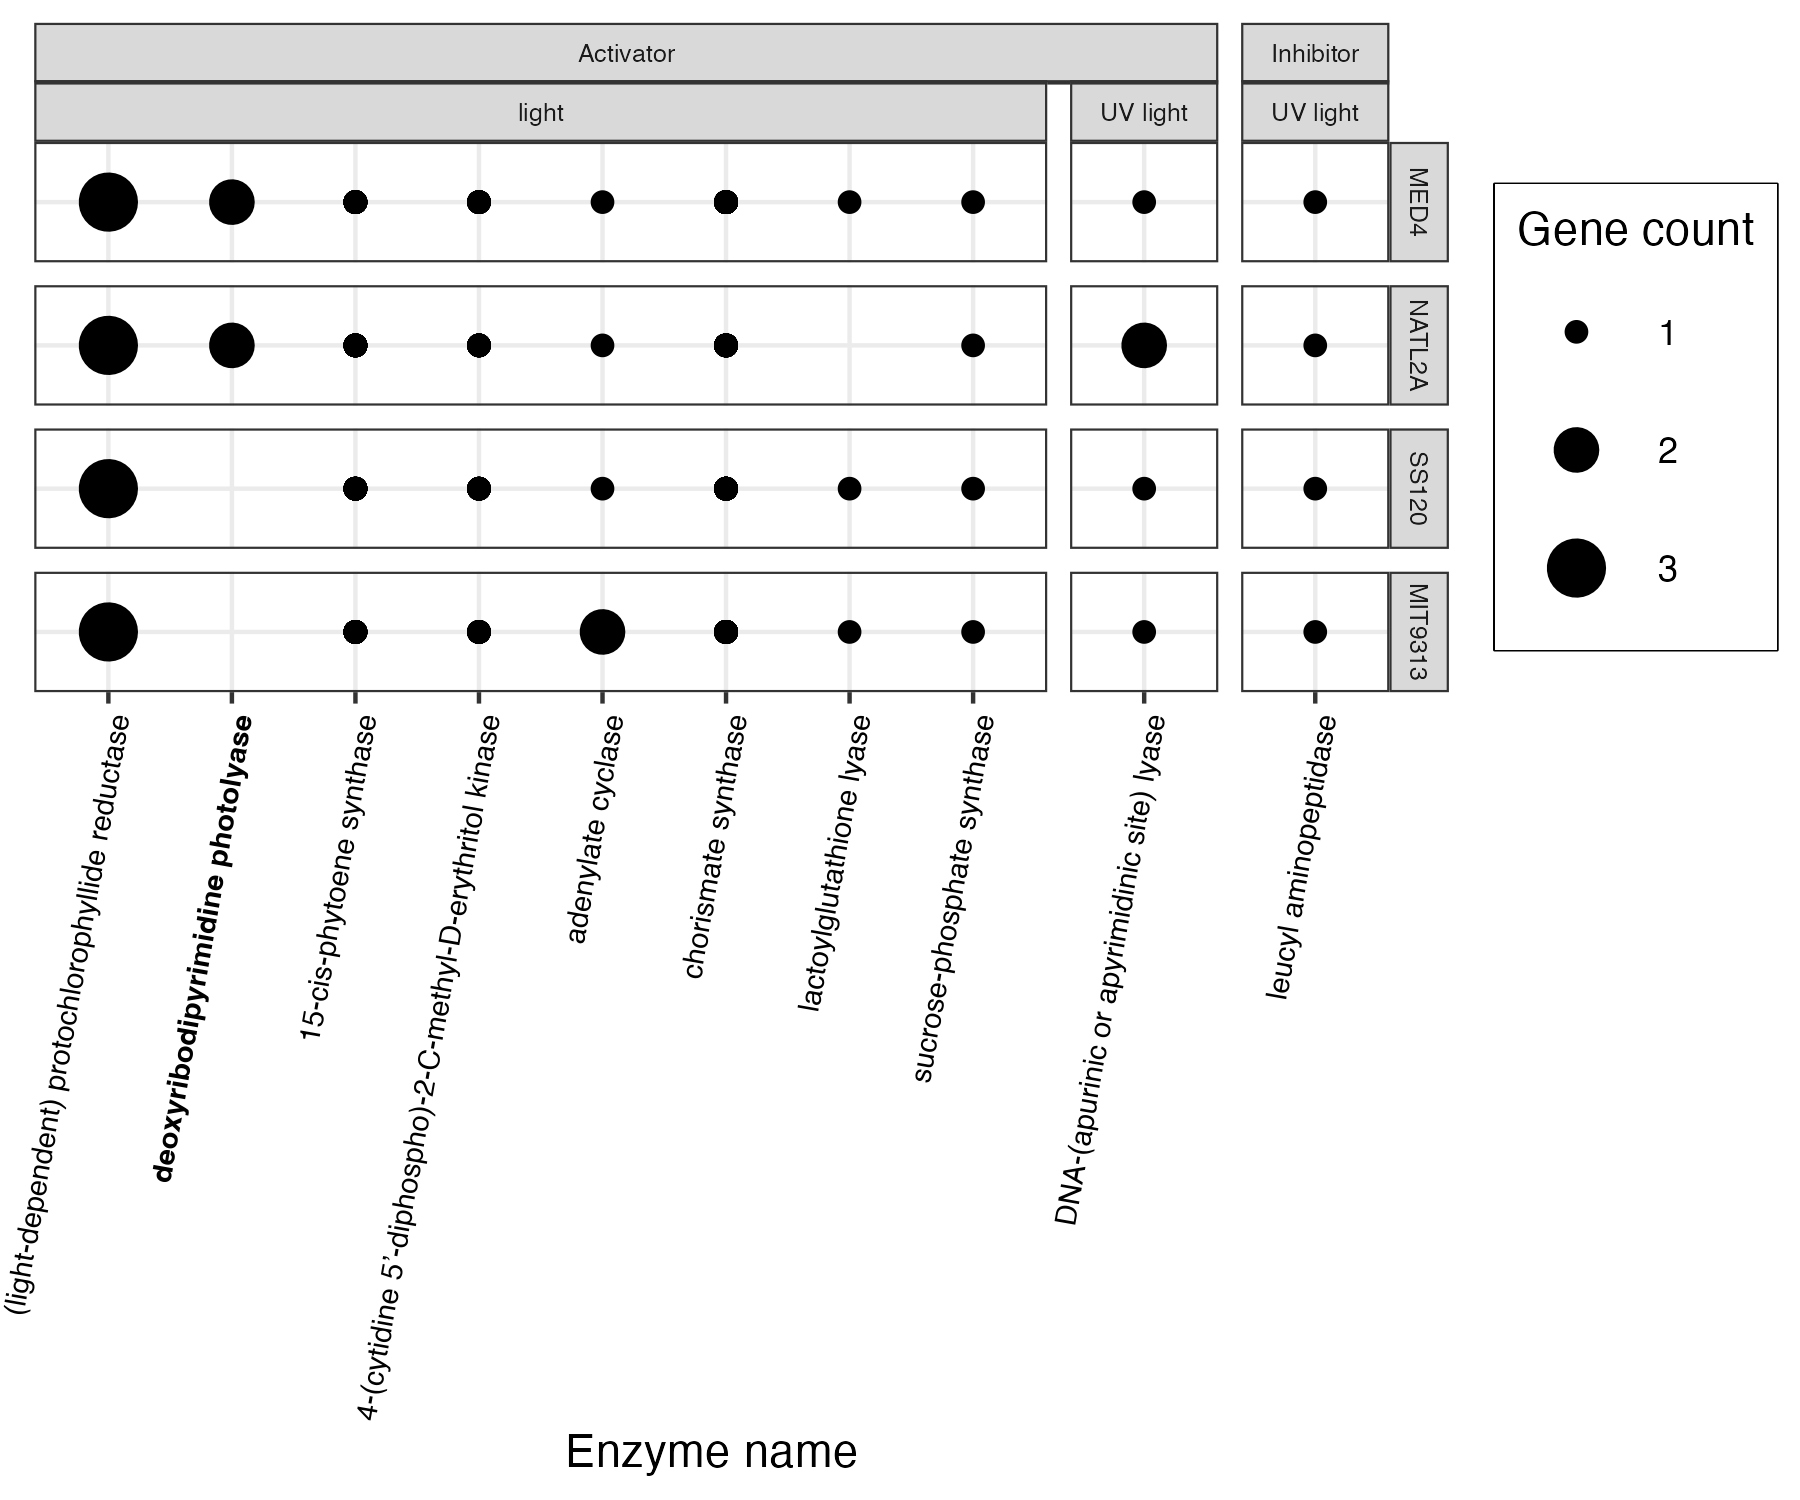 Activator
Inhibitor
light
UV light
UV light
MED4
NATL2A
SS120
MIT9313
Gene count
1
2
3
(light-dependent) protochlorophyllide reductase
deoxyribodipyrimidine photolyase
15-cis-phytoene synthase
4-(cytidine 5’-diphospho)-2-C-methyl-D-erythritol kinase
adenylate cyclase
chorismate synthase
lactoylglutathione lyase
sucrose-phosphate synthase
DNA-(apurinic or apyrimidinic site) lyase
leucyl aminopeptidase
Enzyme name